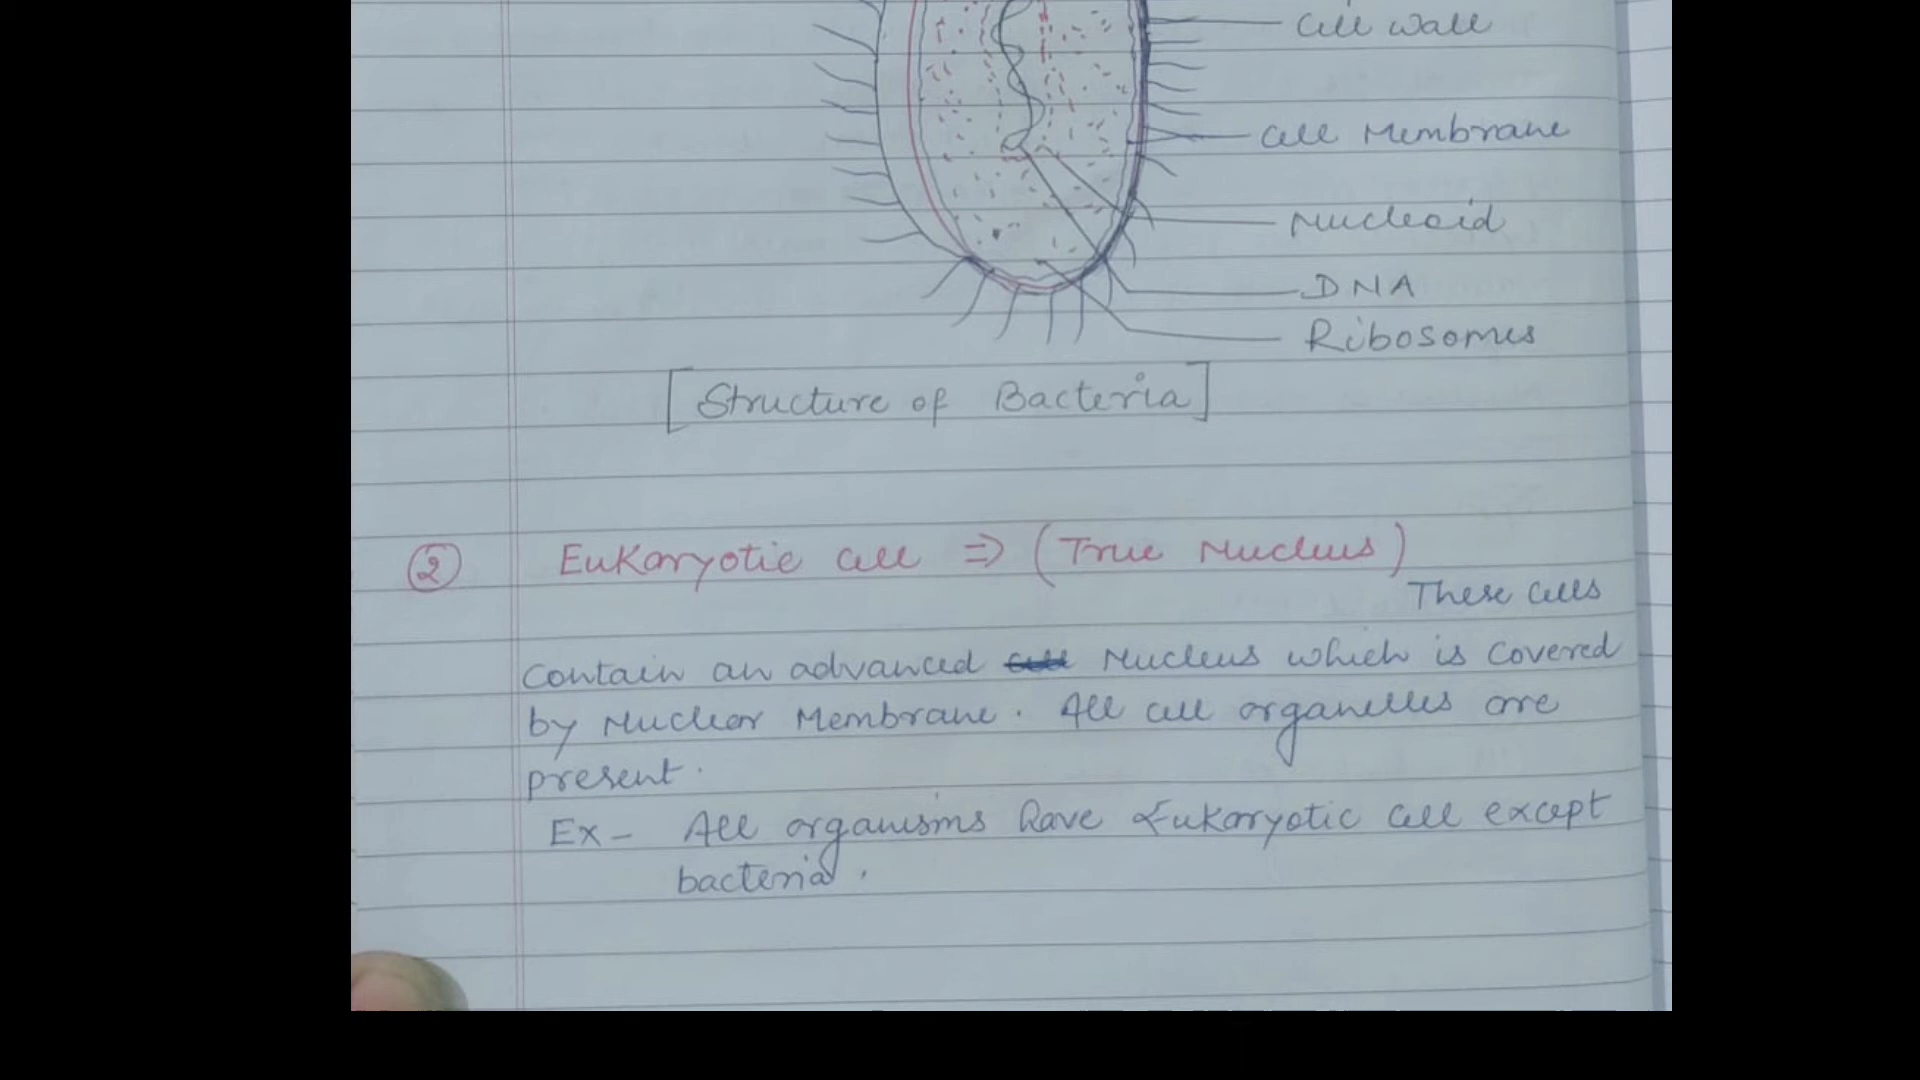 Cell Wall
Cell Membrane
Nucleoid
DNA
Ribosomes
[Structure of Bacteria]
② Eukaryotic cell ⇒ (True Nucleus)
These cells
contain an advanced Nucleus which is covered
by Nuclear Membrane. All cell organelles are
present.
Ex- All organisms have Eukaryotic cell except
bacteria.